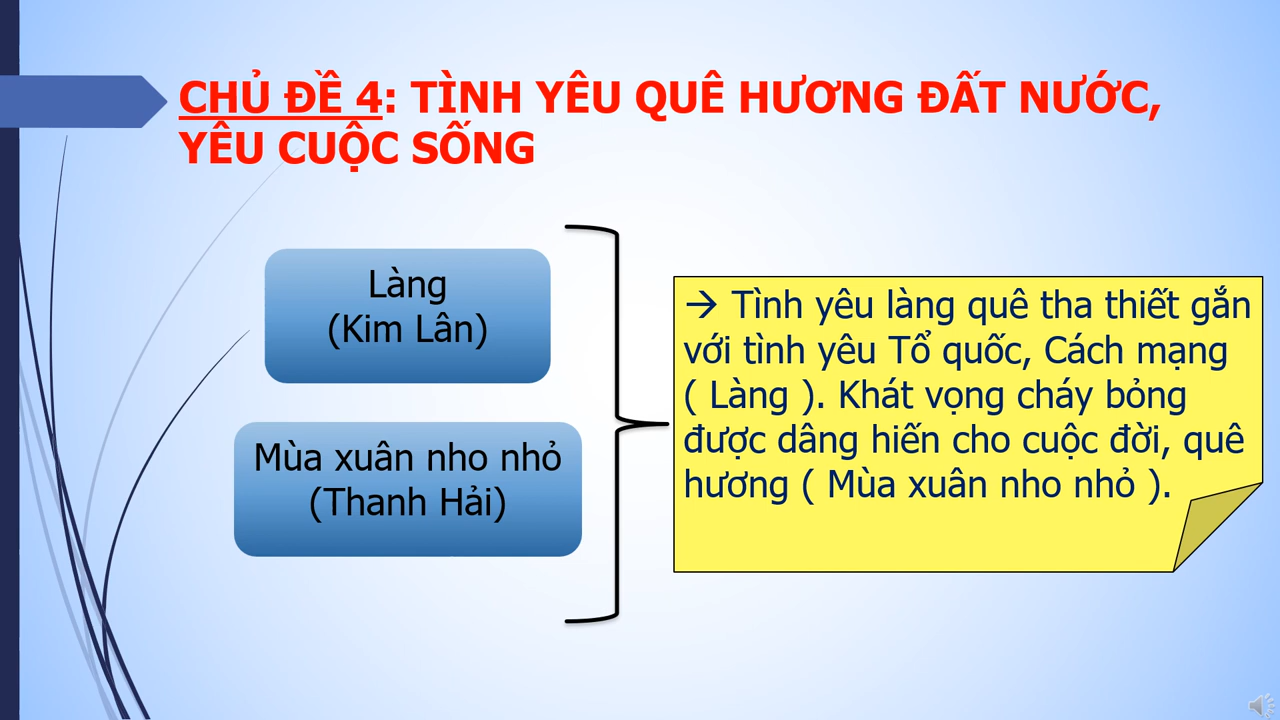 CHỦ ĐỀ 4: TÌNH YÊU QUÊ HƯƠNG ĐẤT NƯỚC,
YÊU CUỘC SỐNG
Làng
(Kim Lân)
Mùa xuân nho nhỏ
(Thanh Hải)
→ Tình yêu làng quê tha thiết gắn
với tình yêu Tổ quốc, Cách mạng
( Làng ). Khát vọng cháy bỏng
được dâng hiến cho cuộc đời, quê
hương ( Mùa xuân nho nhỏ ).